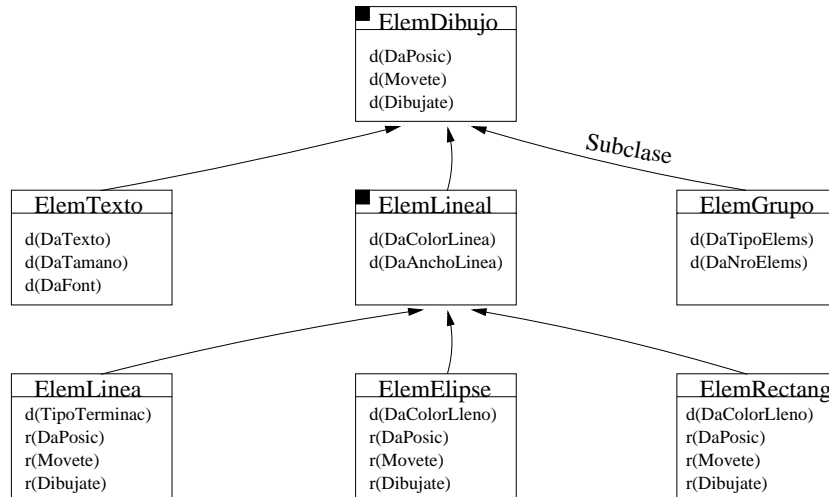 ElemDibujo
d(DaPosic)
d(Movete)
d(Dibujate)
Subclase
ElemTexto
d(DaTexto)
d(DaTamano)
d(DaFont)
ElemLineal
d(DaColorLinea)
d(DaAnchoLinea)
ElemGrupo
d(DaTipoElems)
d(DaNroElems)
ElemLinea
d(TipoTerminac)
r(DaPosic)
r(Movete)
r(Dibujate)
ElemElipse
d(DaColorLleno)
r(DaPosic)
r(Movete)
r(Dibujate)
ElemRectang
d(DaColorLleno)
r(DaPosic)
r(Movete)
r(Dibujate)